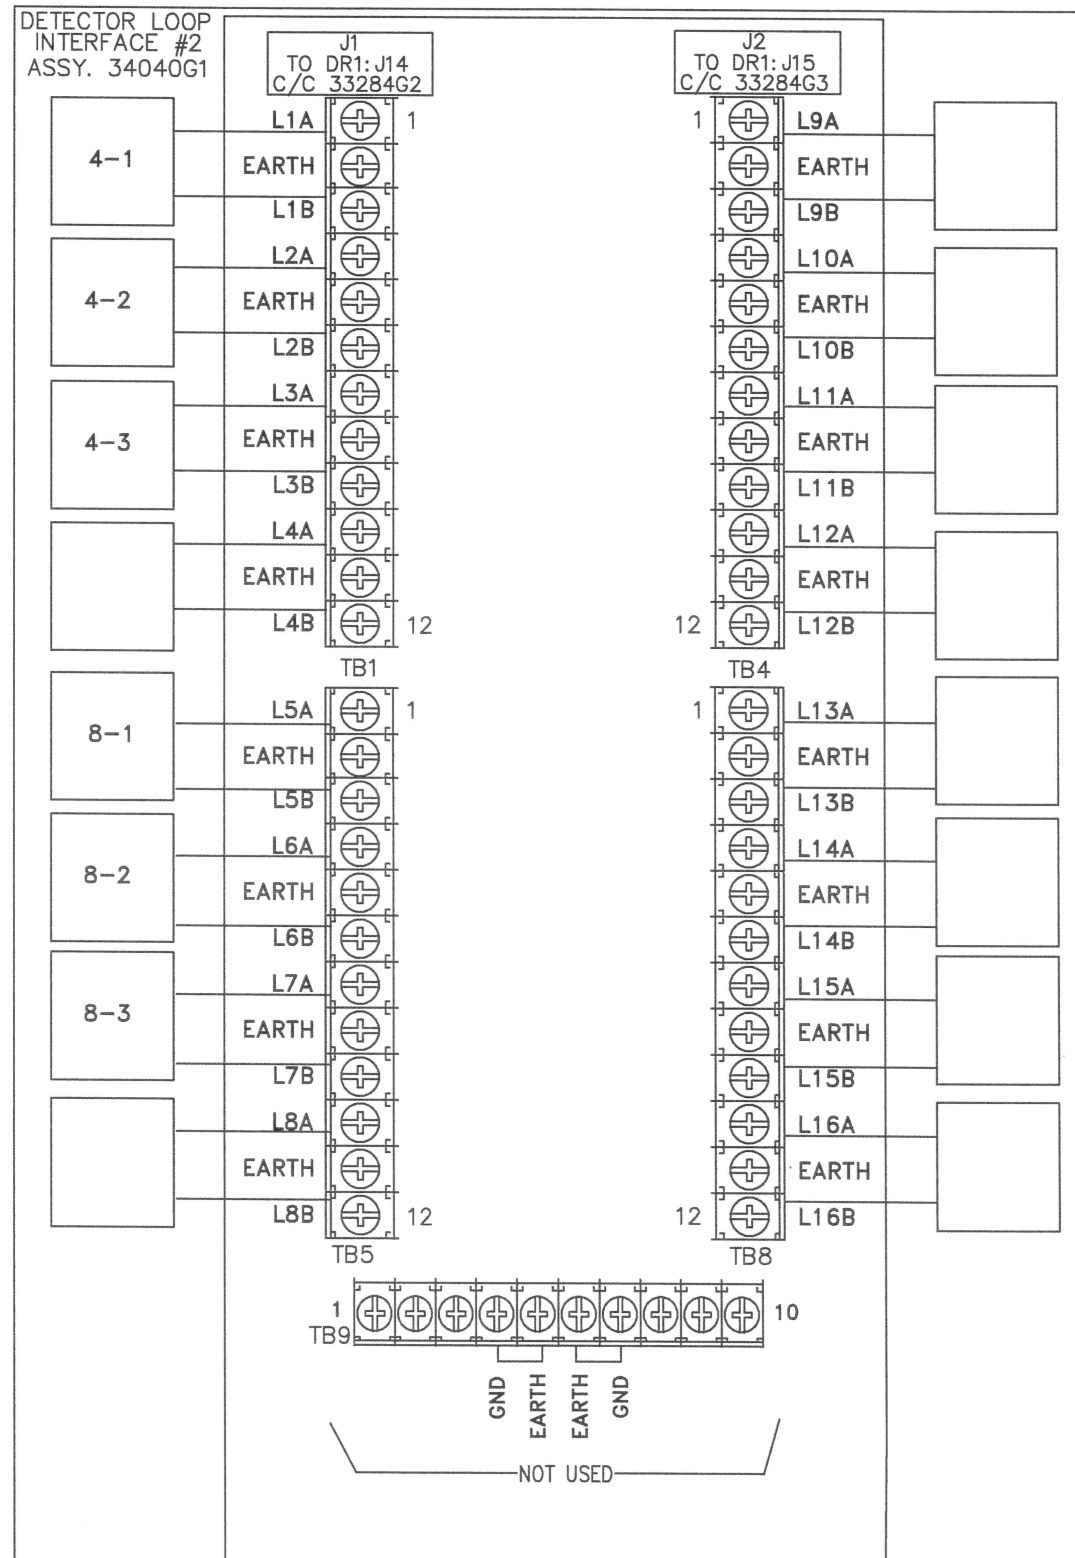 DETECTOR LOOP
INTERFACE #2
ASSY. 34040G1
J1
TO DR1: J14
C/C 33284G2
J2
TO DR1: J15
C/C 33284G3
4-1
L1A
1
EARTH
L1B
4-2
L2A
EARTH
L2B
4-3
L3A
EARTH
L3B
L4A
EARTH
L4B
12
TB1
8-1
L5A
1
EARTH
L5B
8-2
L6A
EARTH
L6B
8-3
L7A
EARTH
L7B
L8A
EARTH
L8B
12
TB5
1
L9A
EARTH
L9B
L10A
EARTH
L10B
L11A
EARTH
L11B
L12A
EARTH
12
L12B
TB4
1
L13A
EARTH
L13B
L14A
EARTH
L14B
L15A
EARTH
L15B
L16A
EARTH
12
L16B
TB8
1
TB9
10
GND
EARTH
EARTH
GND
NOT USED